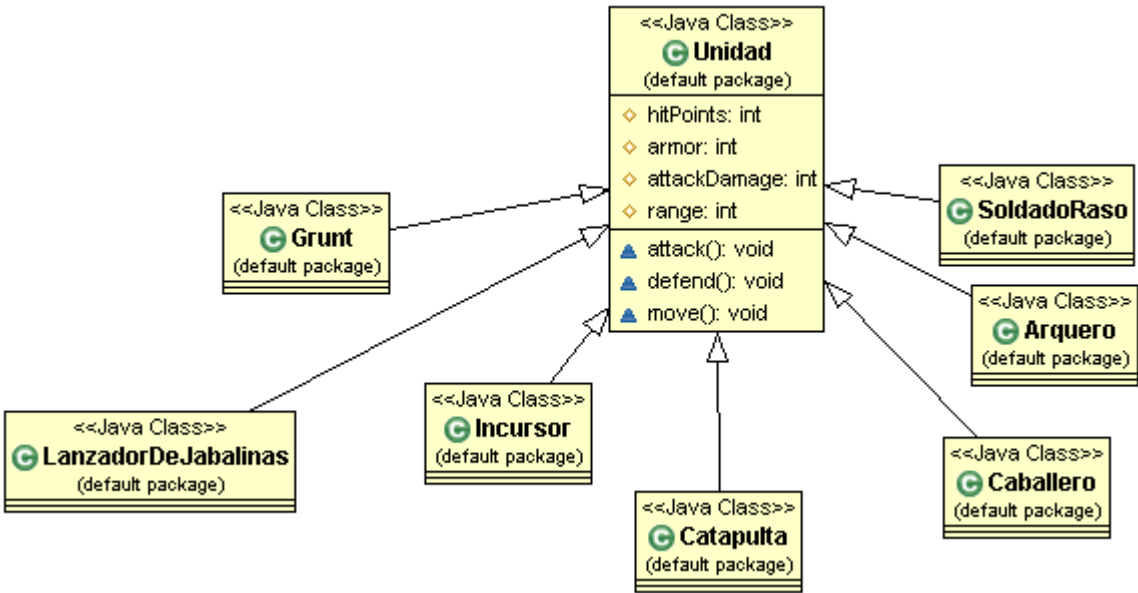 <<Java Class>>
Unidad
(default package)
hitPoints: int
armor: int
attackDamage: int
range: int
attack(): void
defend(): void
move(): void
<<Java Class>>
Grunt
(default package)
<<Java Class>>
SoldadoRaso
(default package)
<<Java Class>>
Arquero
(default package)
<<Java Class>>
LanzadorDeJabalinas
(default package)
<<Java Class>>
Incursor
(default package)
<<Java Class>>
Caballero
(default package)
<<Java Class>>
Catapulta
(default package)